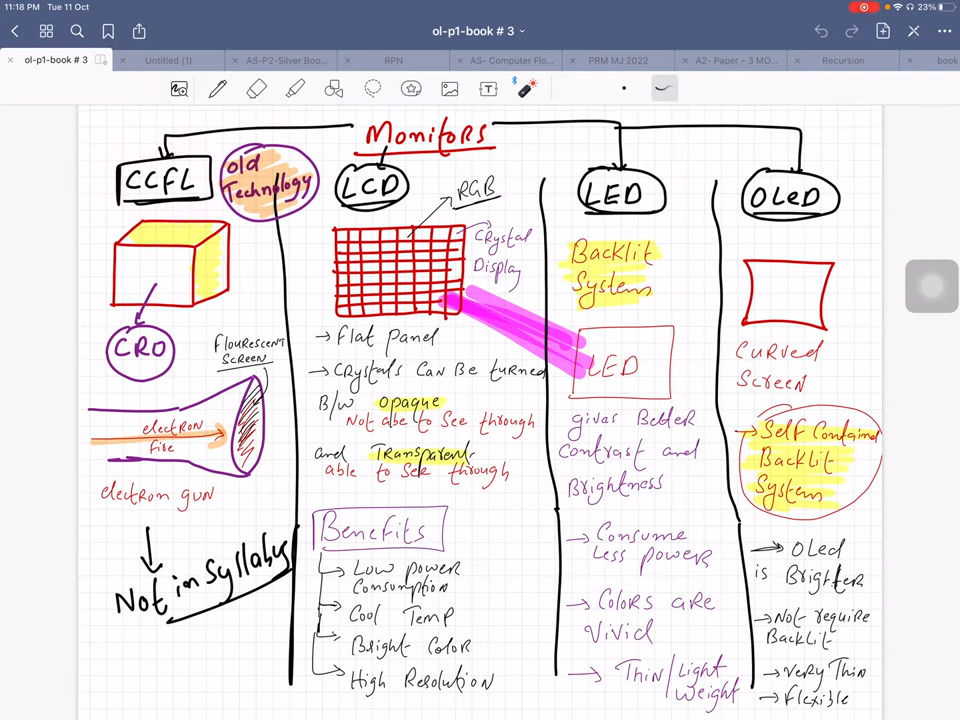 11:18 PM Tue 11 Oct
23%
ol-p1-book # 3
ol-p1-book # 3
Untitled (1)
AS-P2-Silver Boo...
RPN
AS– Computer Flo...
PRM MJ 2022
A2- Paper - 3 MO...
Recursion
book
Monitors
CCFL
old
Technology
CRO
Flourescent
Screen
electron
fire
electron gun
Not in Syllabus
LCD
RGB
Crystal
Display
→ Flat Panel
→ Crystals Can Be turned
B/W opaque
Not abe to See through
and Transparent.
able to See through
Benefits
→ Low power
Consumption
→ Cool Temp
→ Bright Color
→ High Resolution
LED
Backlit
System
LED
gives Better
Contrast and
Brightness
→ Consume
Less power
→ Colors are
vivid
→ Thin/Light
weight
OLED
Curved
Screen
→ Self Contained
Backlit
System
→ OLed
is Brighter
→ Not require
Backlit
→ very Thin
→ Flexible